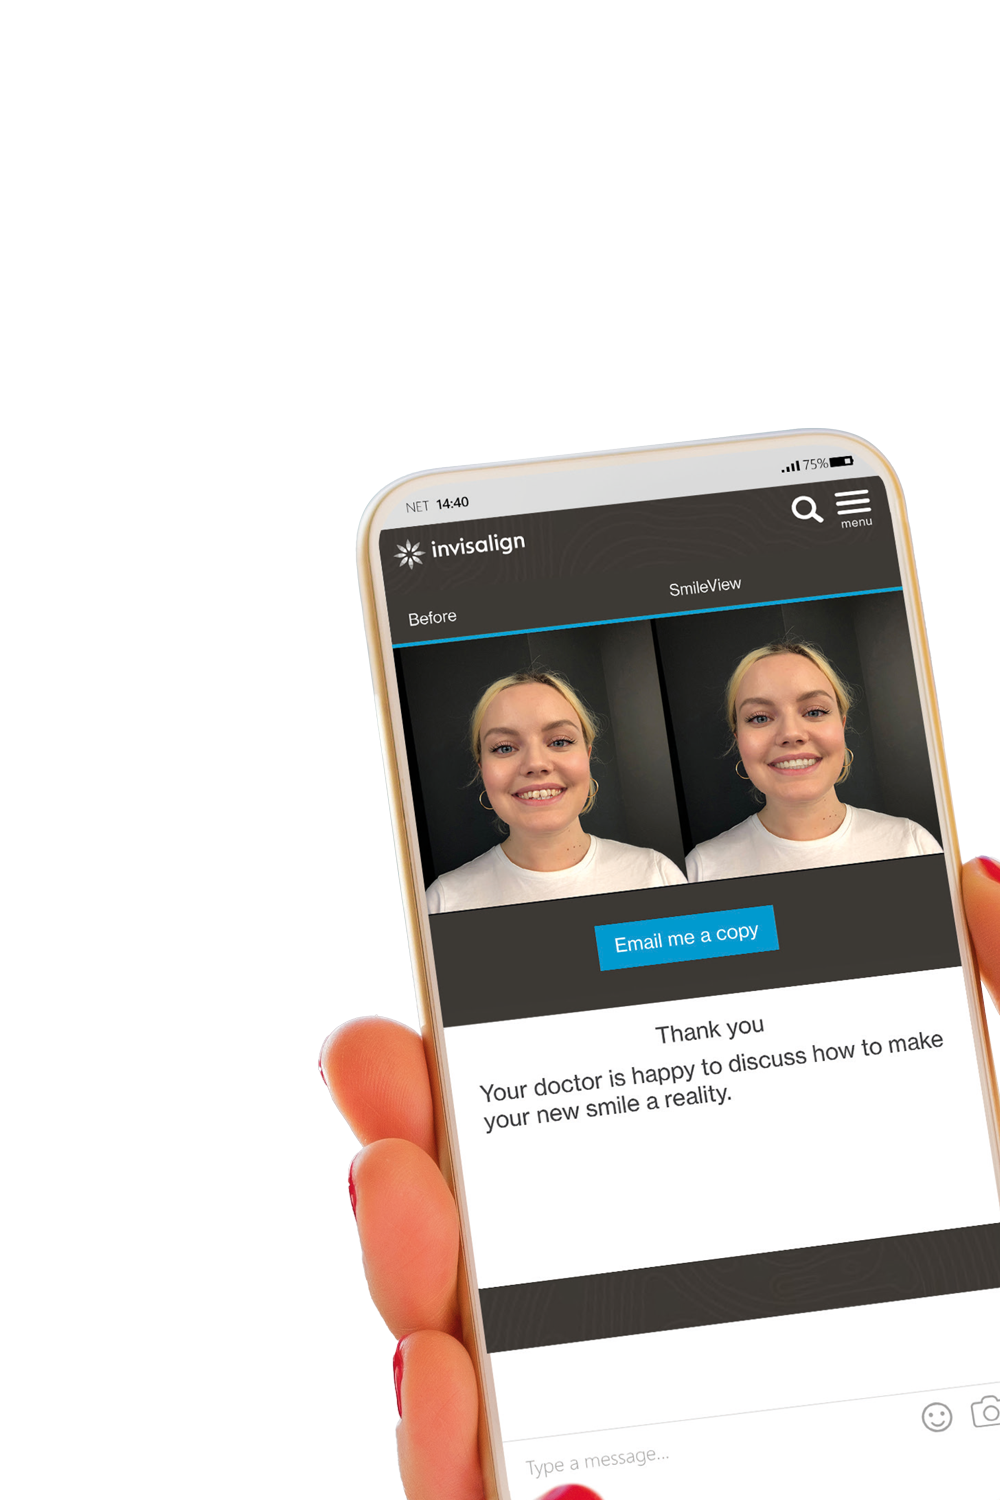 NET 14:40
75%
invisalign
menu
Before
SmileView
Email me a copy
Thank you
Your doctor is happy to discuss how to make
your new smile a reality.
Type a message...